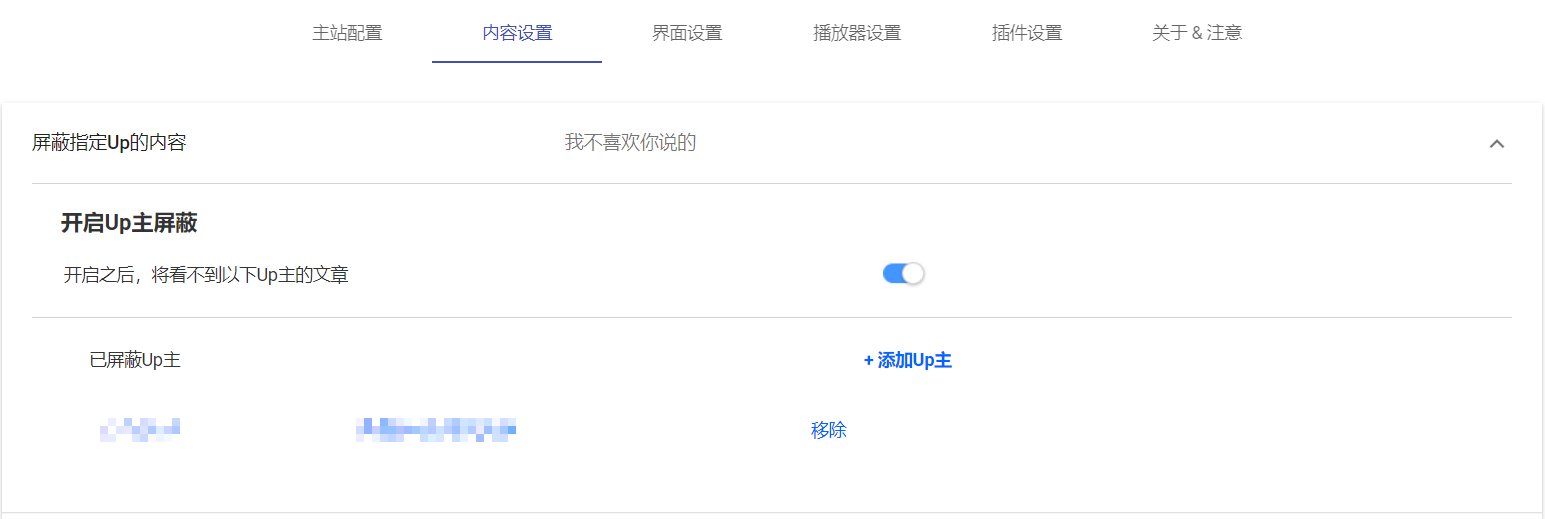 主站配置 内容设置 界面设置 播放器设置 插件设置 关于 & 注意
屏蔽指定Up的内容 我不喜欢你说的
开启Up主屏蔽
开启之后，将看不到以下Up主的文章
已屏蔽Up主 + 添加Up主
移除